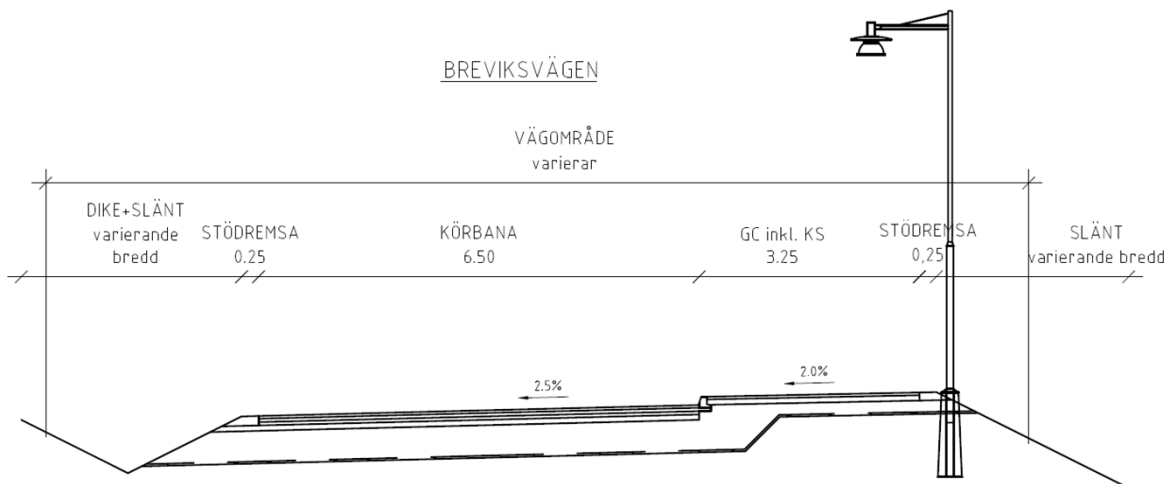 BREVIKSVÄGEN
VÄGOMRÅDE
varierar
DIKE+SLÄNT
varierande
bredd
STÖDREMSA
0.25
KÖRBANA
6.50
GC inkl. KS
3.25
STÖDREMSA
0,25
SLÄNT
varierande bredd
2.5%
2.0%